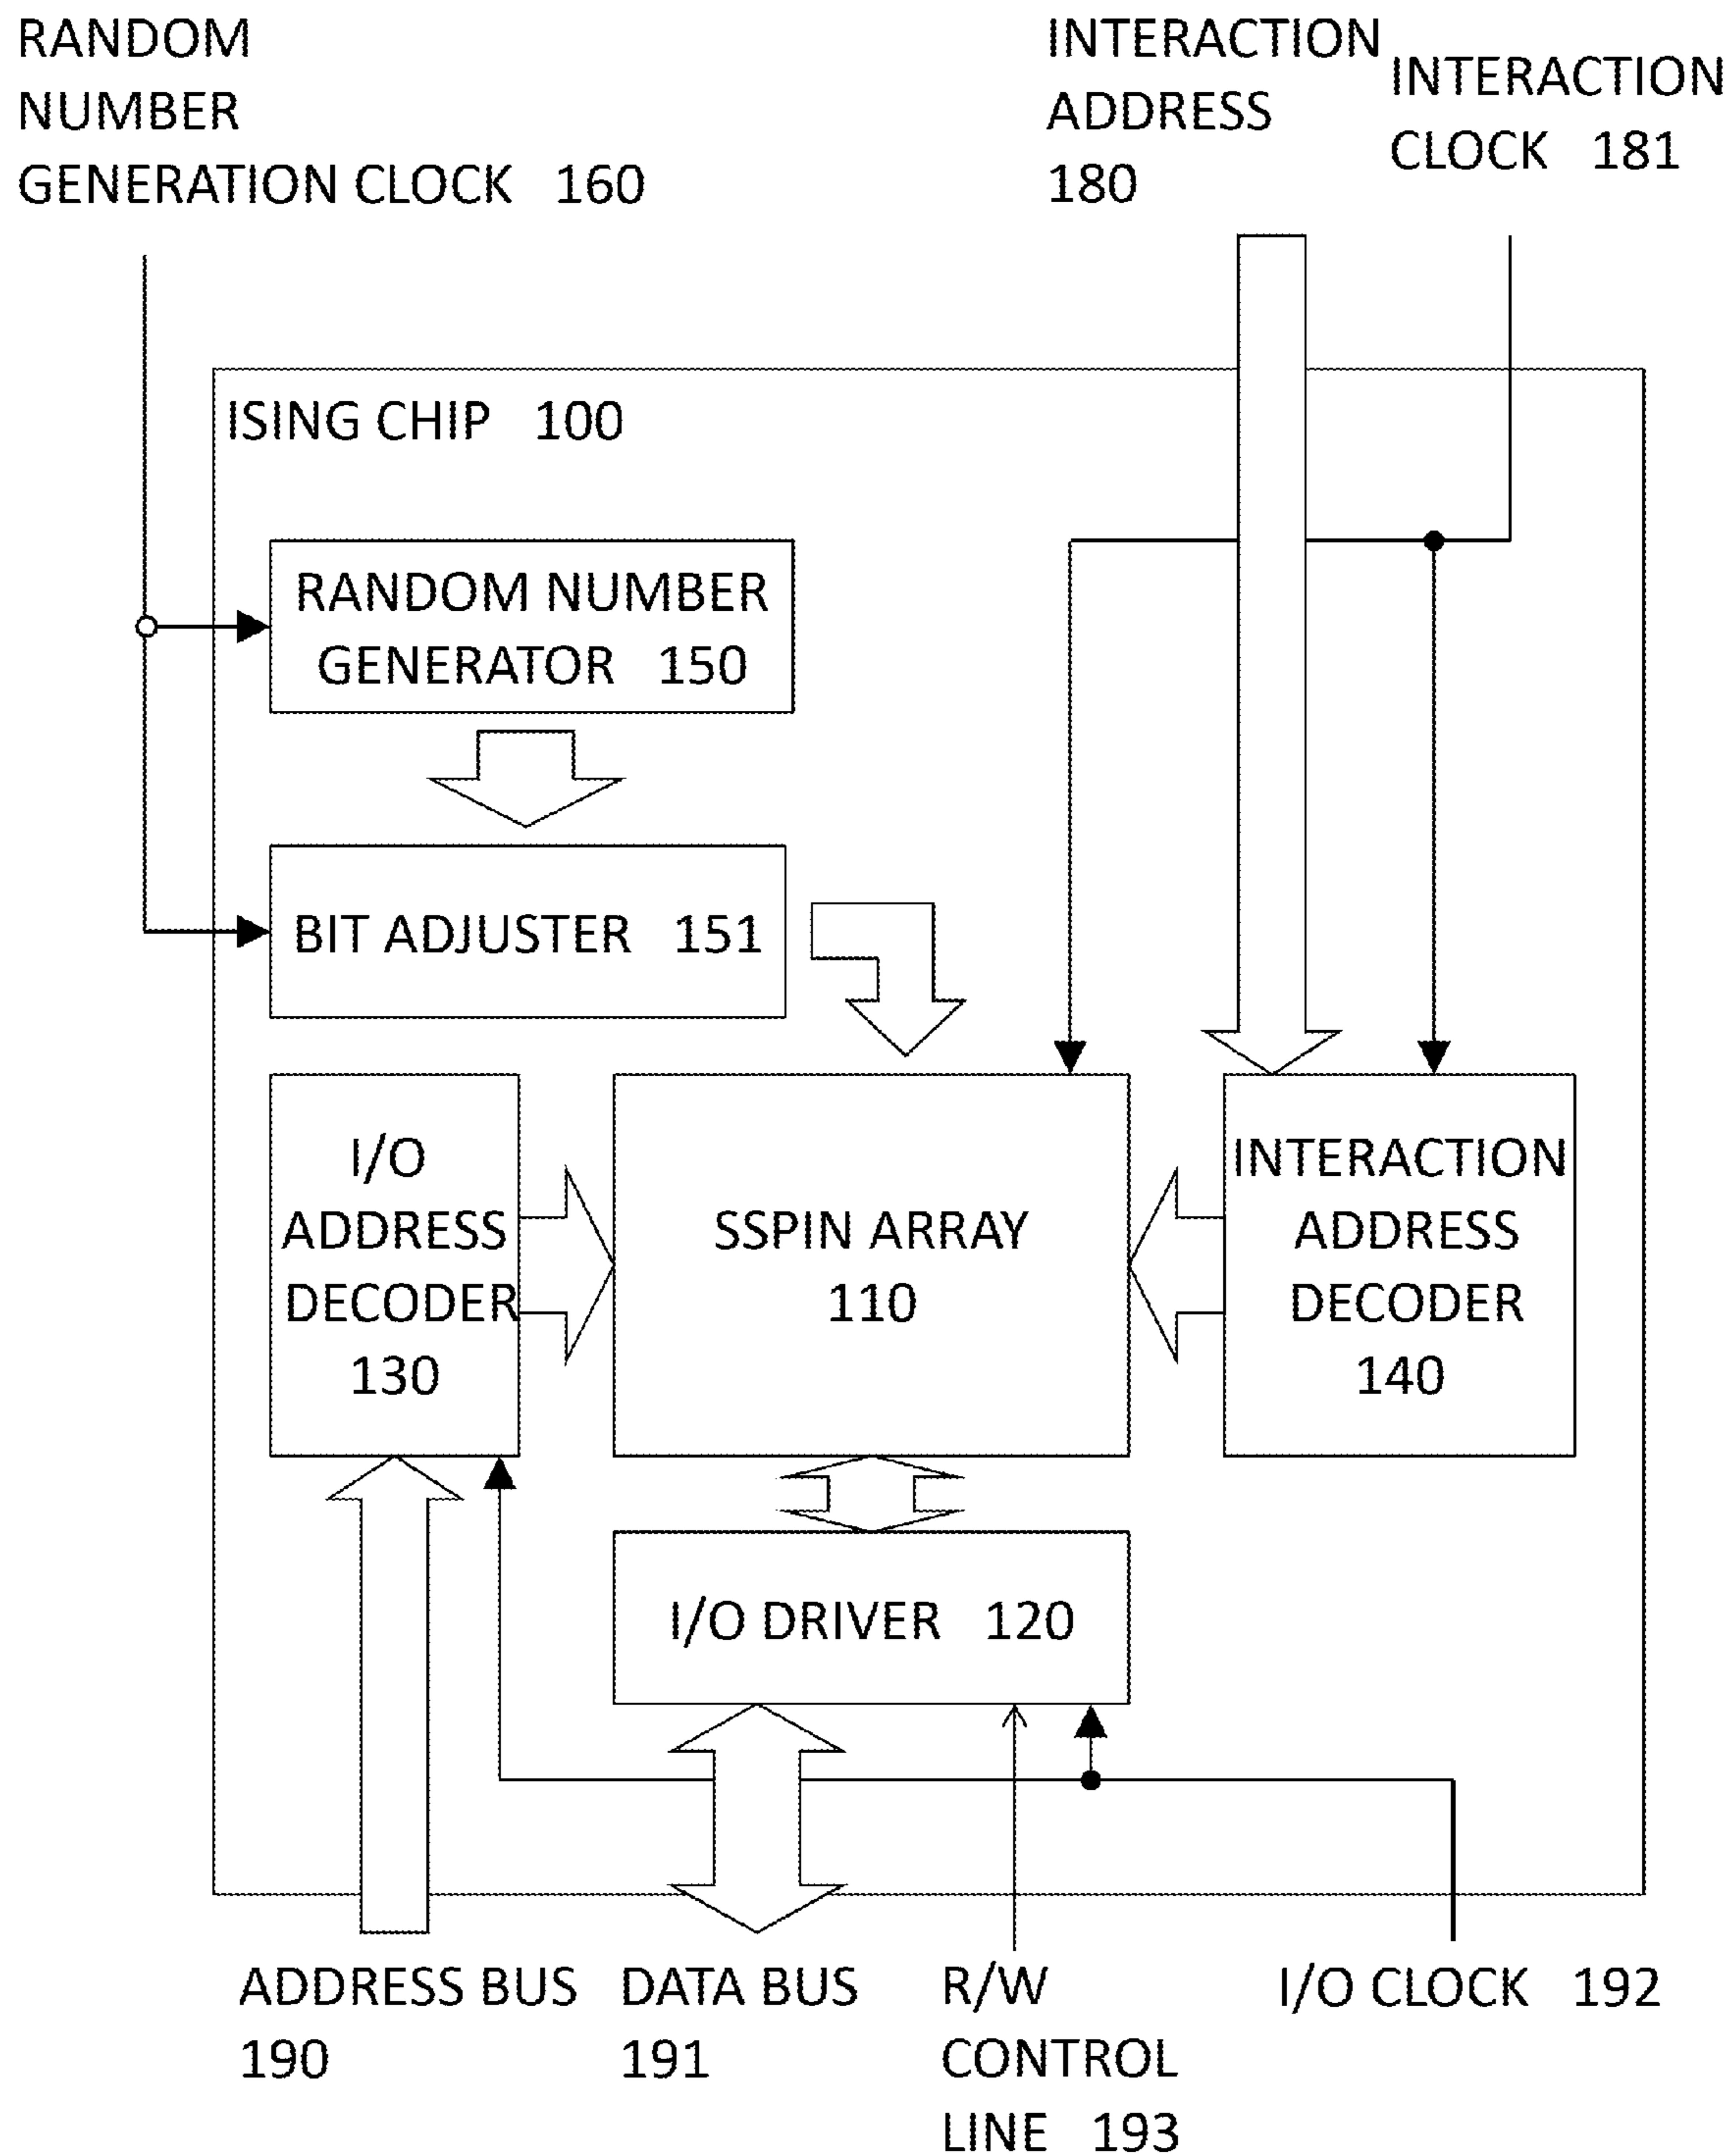 RANDOM
NUMBER
GENERATION CLOCK 160
INTERACTION
ADDRESS
180
INTERACTION
CLOCK 181
ISING CHIP 100
RANDOM NUMBER
GENERATOR 150
BIT ADJUSTER 151
I/O
ADDRESS
DECODER
130
SSPIN ARRAY
110
INTERACTION
ADDRESS
DECODER
140
I/O DRIVER 120
ADDRESS BUS
190
DATA BUS
191
R/W
CONTROL
LINE 193
I/O CLOCK 192